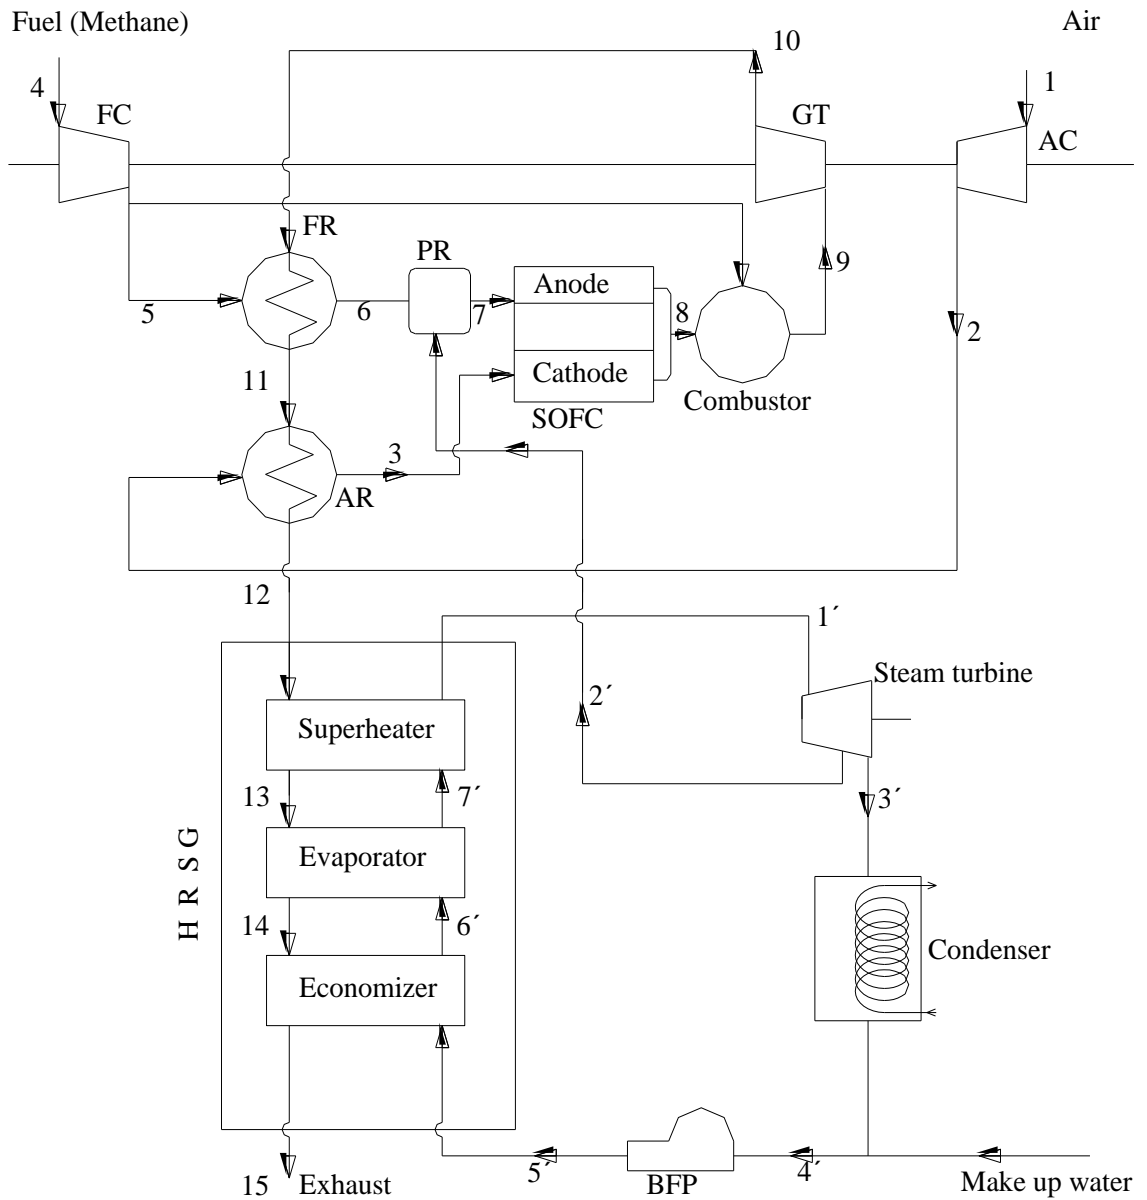 Fuel (Methane)
Air
10
4
1
FC
GT
AC
FR
PR
9
Anode
5
6
7
8
2
11
Cathode
Combustor
SOFC
3
AR
12
1´
Steam turbine
2´
Superheater
13
7´
3´
Evaporator
H R S G
14
6´
Condenser
Economizer
5´
4´
15
Exhaust
BFP
Make up water